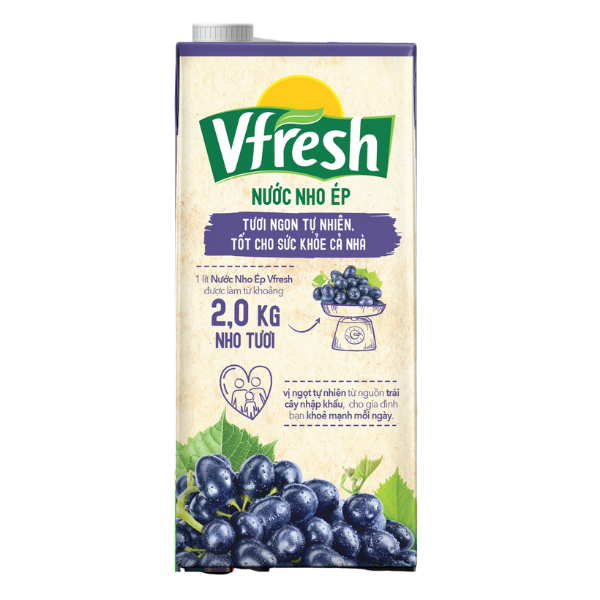 Vfresh
NƯỚC NHO ÉP
TƯƠI NGON TỰ NHIÊN,
TỐT CHO SỨC KHỎE CẢ NHÀ
1 lít Nước Nho Ép Vfresh
được làm từ khoảng
2,0 KG
NHO TƯƠI
vị ngọt tự nhiên từ nguồn trái
cây nhập khẩu, cho gia đình
bạn khoẻ mạnh mỗi ngày.